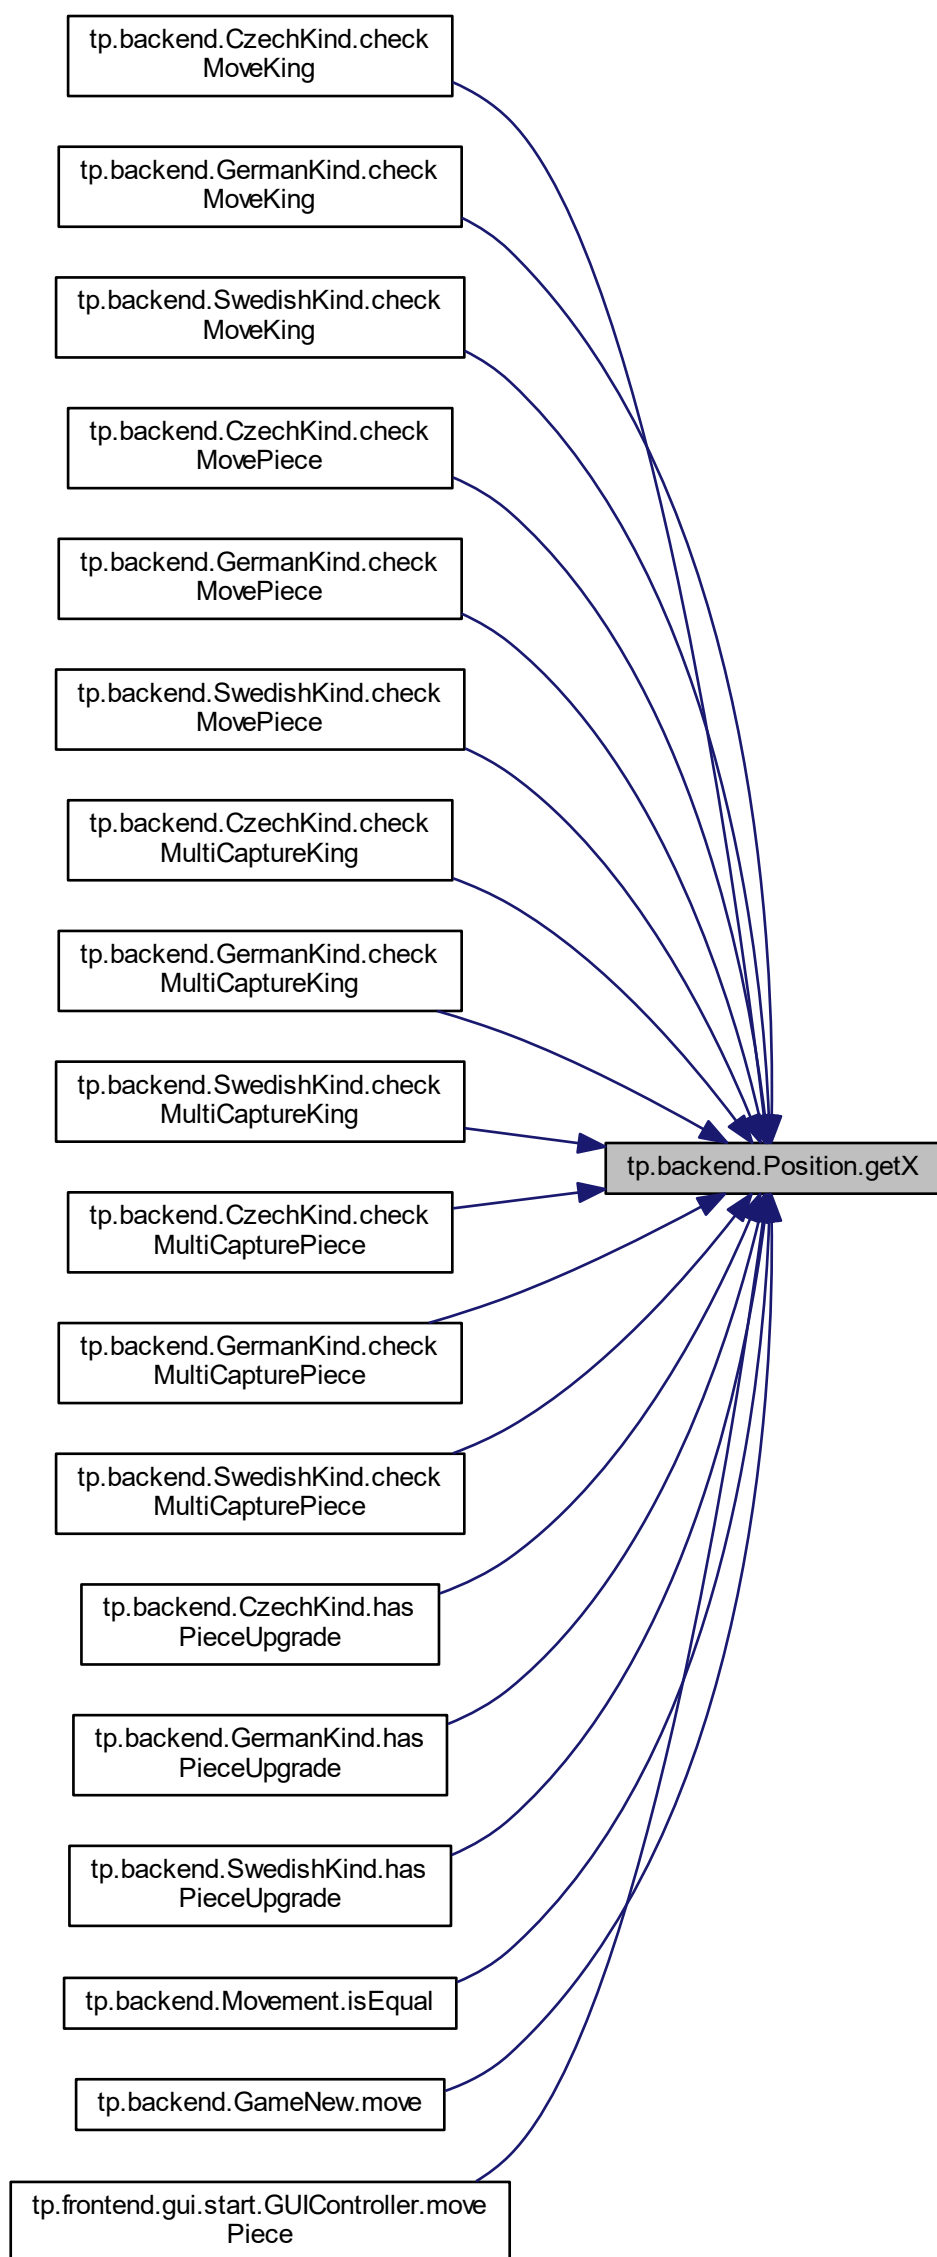 tp.backend.CzechKind.check
MoveKing
tp.backend.GermanKind.check
MoveKing
tp.backend.SwedishKind.check
MoveKing
tp.backend.CzechKind.check
MovePiece
tp.backend.GermanKind.check
MovePiece
tp.backend.SwedishKind.check
MovePiece
tp.backend.CzechKind.check
MultiCaptureKing
tp.backend.GermanKind.check
MultiCaptureKing
tp.backend.SwedishKind.check
MultiCaptureKing
tp.backend.Position.getX
tp.backend.CzechKind.check
MultiCapturePiece
tp.backend.GermanKind.check
MultiCapturePiece
tp.backend.SwedishKind.check
MultiCapturePiece
tp.backend.CzechKind.has
PieceUpgrade
tp.backend.GermanKind.has
PieceUpgrade
tp.backend.SwedishKind.has
PieceUpgrade
tp.backend.Movement.isEqual
tp.backend.GameNew.move
tp.frontend.gui.start.GUIController.move
Piece